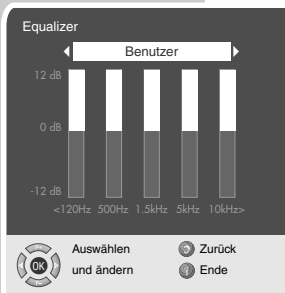 Equalizer
Benutzer
12 dB
0 dB
-12 dB
<120Hz 500Hz 1.5kHz 5kHz 10kHz>
Auswählen Zurück
OK und ändern Ende